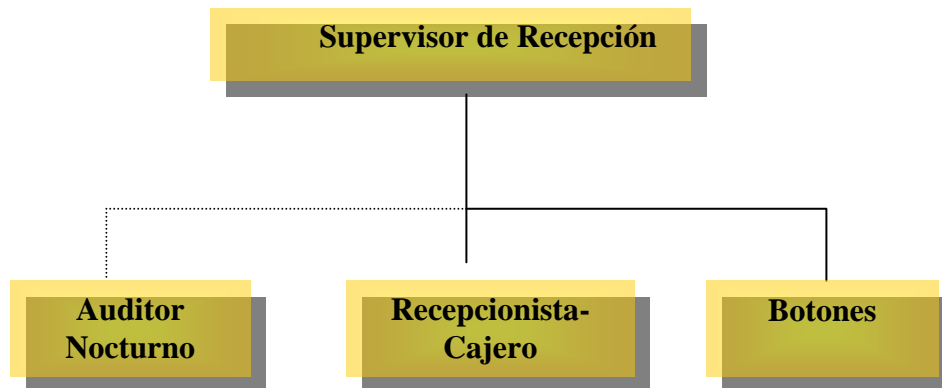 Supervisor de Recepción
Auditor
Nocturno
Recepcionista-
Cajero
Botones